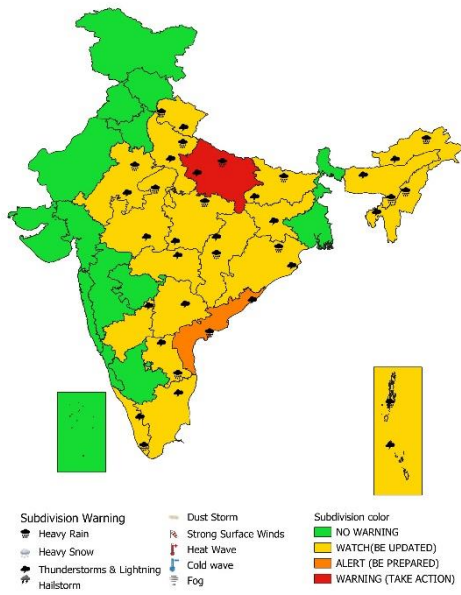 Subdivision Warning
Heavy Rain
Heavy Snow
Thunderstorms & Lightning
Hailstorm
Dust Storm
Strong Surface Winds
Heat Wave
Cold wave
Fog
Subdivision color
NO WARNING
WATCH(BE UPDATED)
ALERT (BE PREPARED)
WARNING (TAKE ACTION)